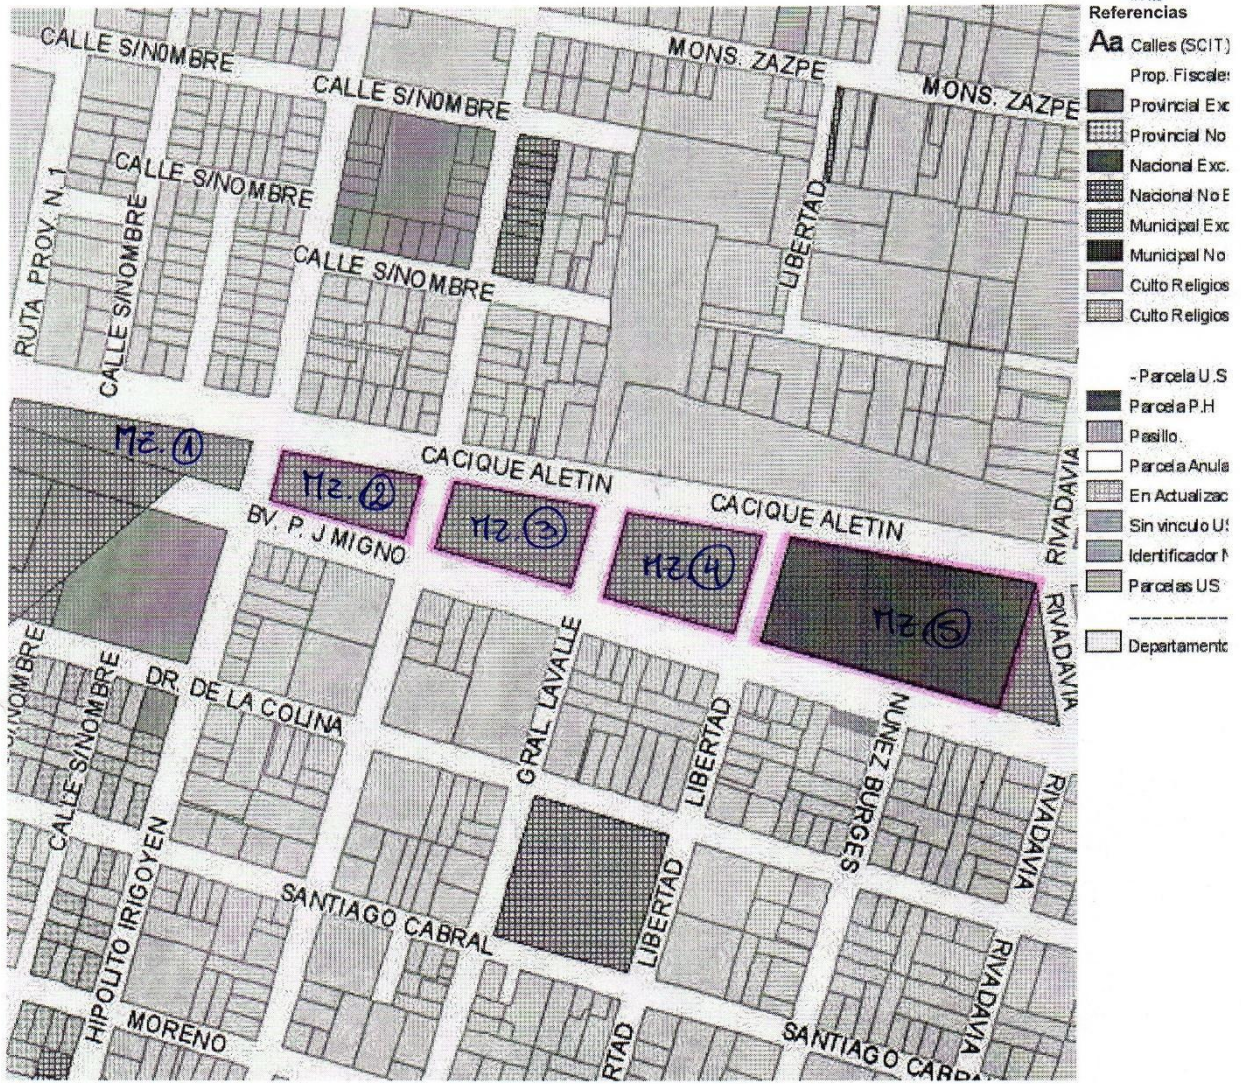 Referencias
Aa Calles (SCIT)
Prop. Fiscales
Provincial Exc
Provincial No
Nacional Exc.
Nacional No E
Municipal Exc
Municipal No
Culto Religios
Culto Religios
- Parcela U.S
Parcela P.H
Pasillo.
Parcela Anula
En Actualizac
Sin vinculo US
Identificador N
Parcelas US
Departamento
CALLE S/NOMBRE
MONS. ZAZPE
MONS. ZAZPE
CALLE S/NOMBRE
CALLE S/NOMBRE
RUTA PROV. N. 1
CALLE S/NOMBRE
LIBERTAD
CALLE S/NOMBRE
MZ. 1
MZ. 2
CACIQUE ALETIN
MZ 3
CACIQUE ALETIN
RIVADAVIA
BV. P. J MIGNO
MZ 4
MZ 5
RIVADAVIA
S/NOMBRE
CALLE S/NOMBRE
DR. DE LA COLINA
GRAL. LAVALLE
LIBERTAD
NUNEZ BURGES
RIVADAVIA
HIPOLITO IRIGOYEN
SANTIAGO CABRAL
LIBERTAD
RIVADAVIA
MORENO
RTAD
SANTIAGO CABRA